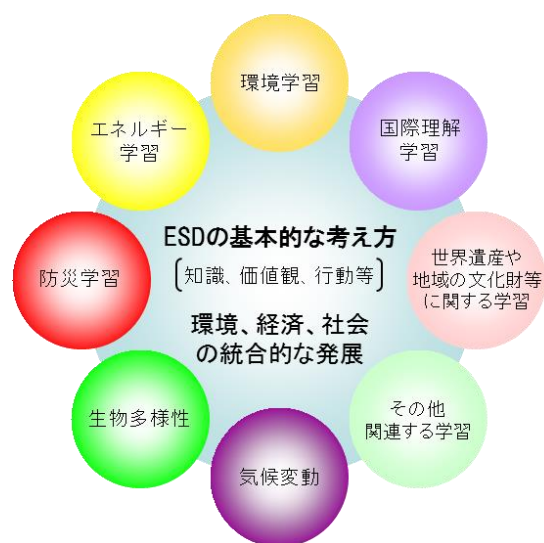 環境学習
国際理解
学習
世界遺産や
地域の文化財等
に関する学習
その他
関連する学習
気候変動
生物多様性
防災学習
エネルギー
学習
ESDの基本的な考え方
〔知識、価値観、行動等〕
環境、経済、社会
の統合的な発展